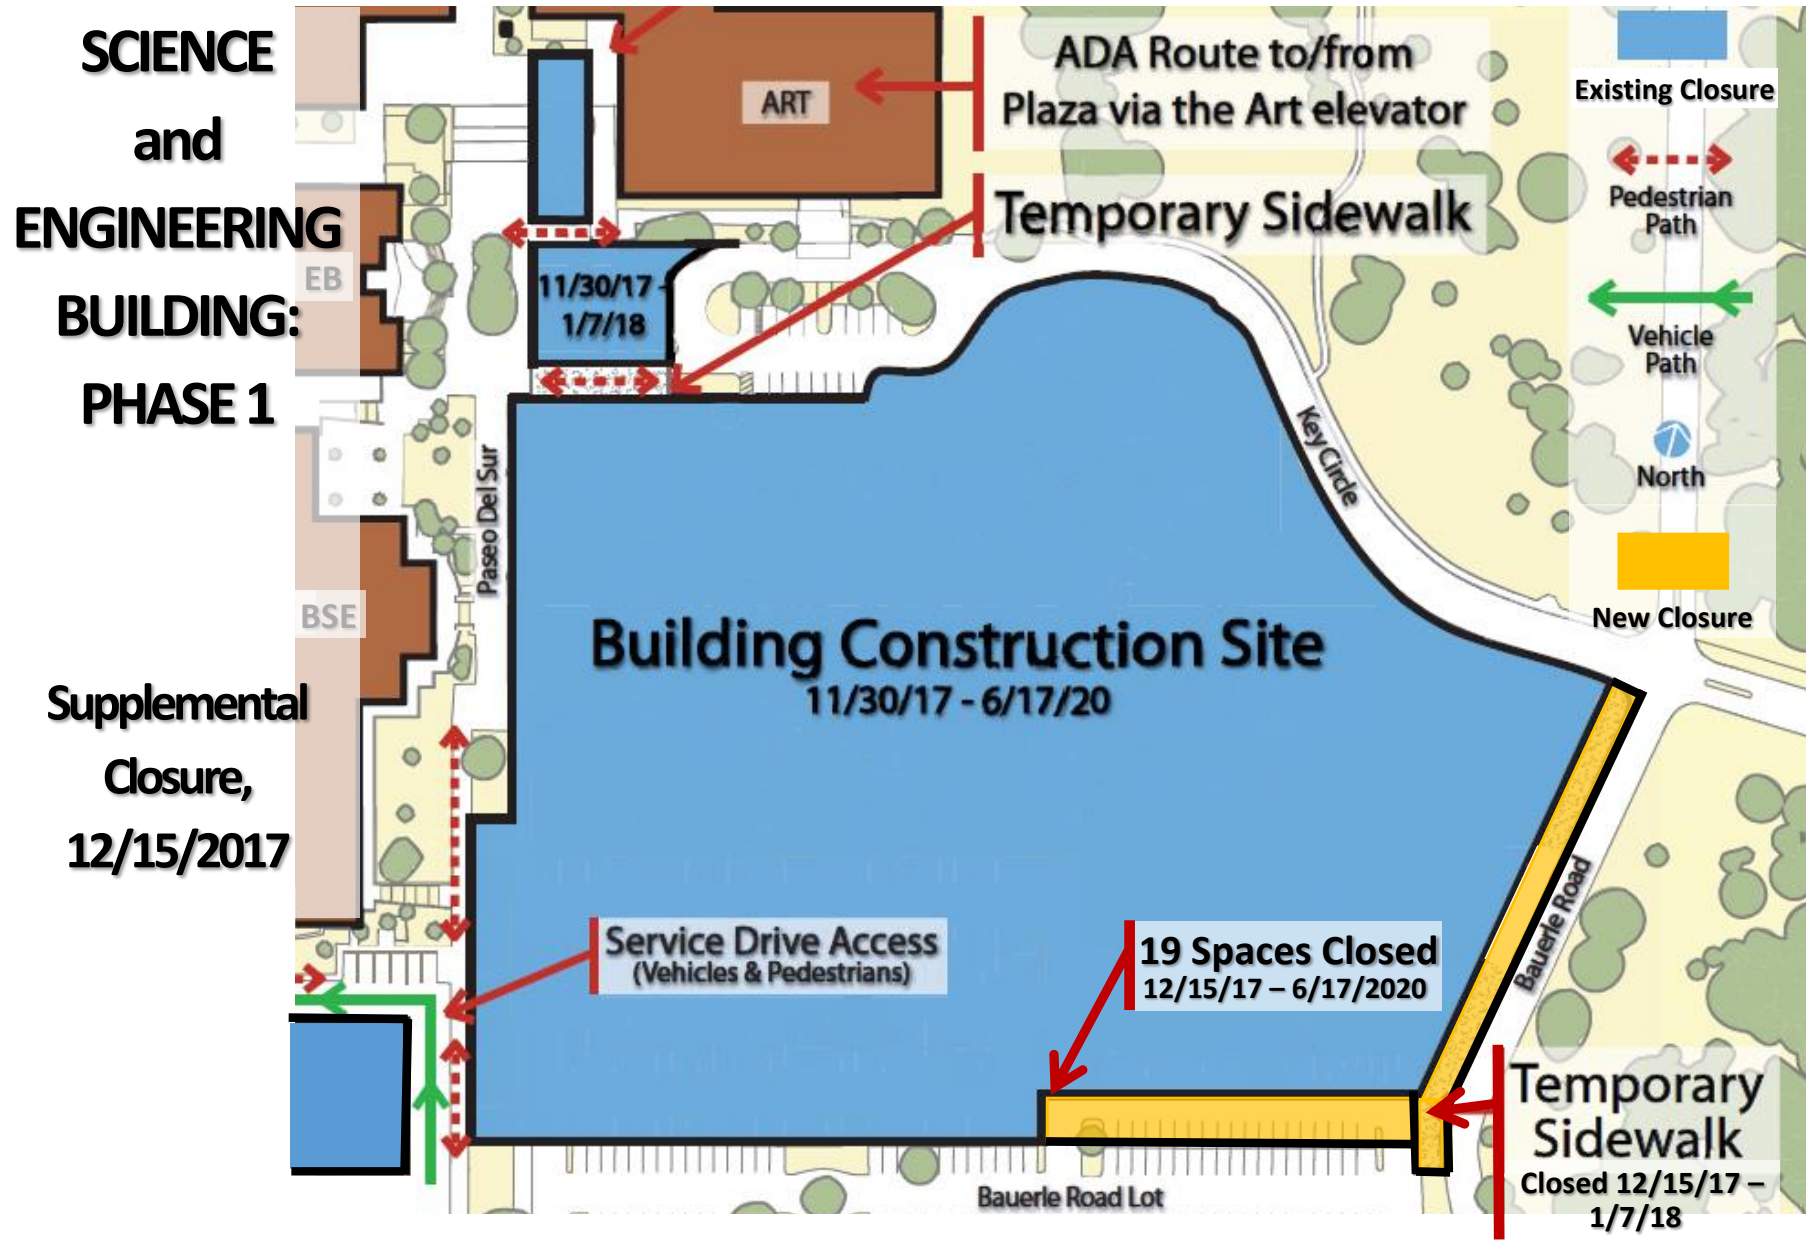 SCIENCE
and
ENGINEERING
BUILDING:
PHASE 1
Supplemental
Closure,
12/15/2017
ART
ADA Route to/from
Plaza via the Art elevator
Temporary Sidewalk
EB
11/30/17 -
1/7/18
BSE
Paseo Del Sur
Key Circle
Building Construction Site
11/30/17 - 6/17/20
Service Drive Access
(Vehicles & Pedestrians)
19 Spaces Closed
12/15/17 – 6/17/2020
Bauerle Road
Temporary
Sidewalk
Closed 12/15/17 –
1/7/18
Bauerle Road Lot
Existing Closure
Pedestrian
Path
Vehicle
Path
North
New Closure